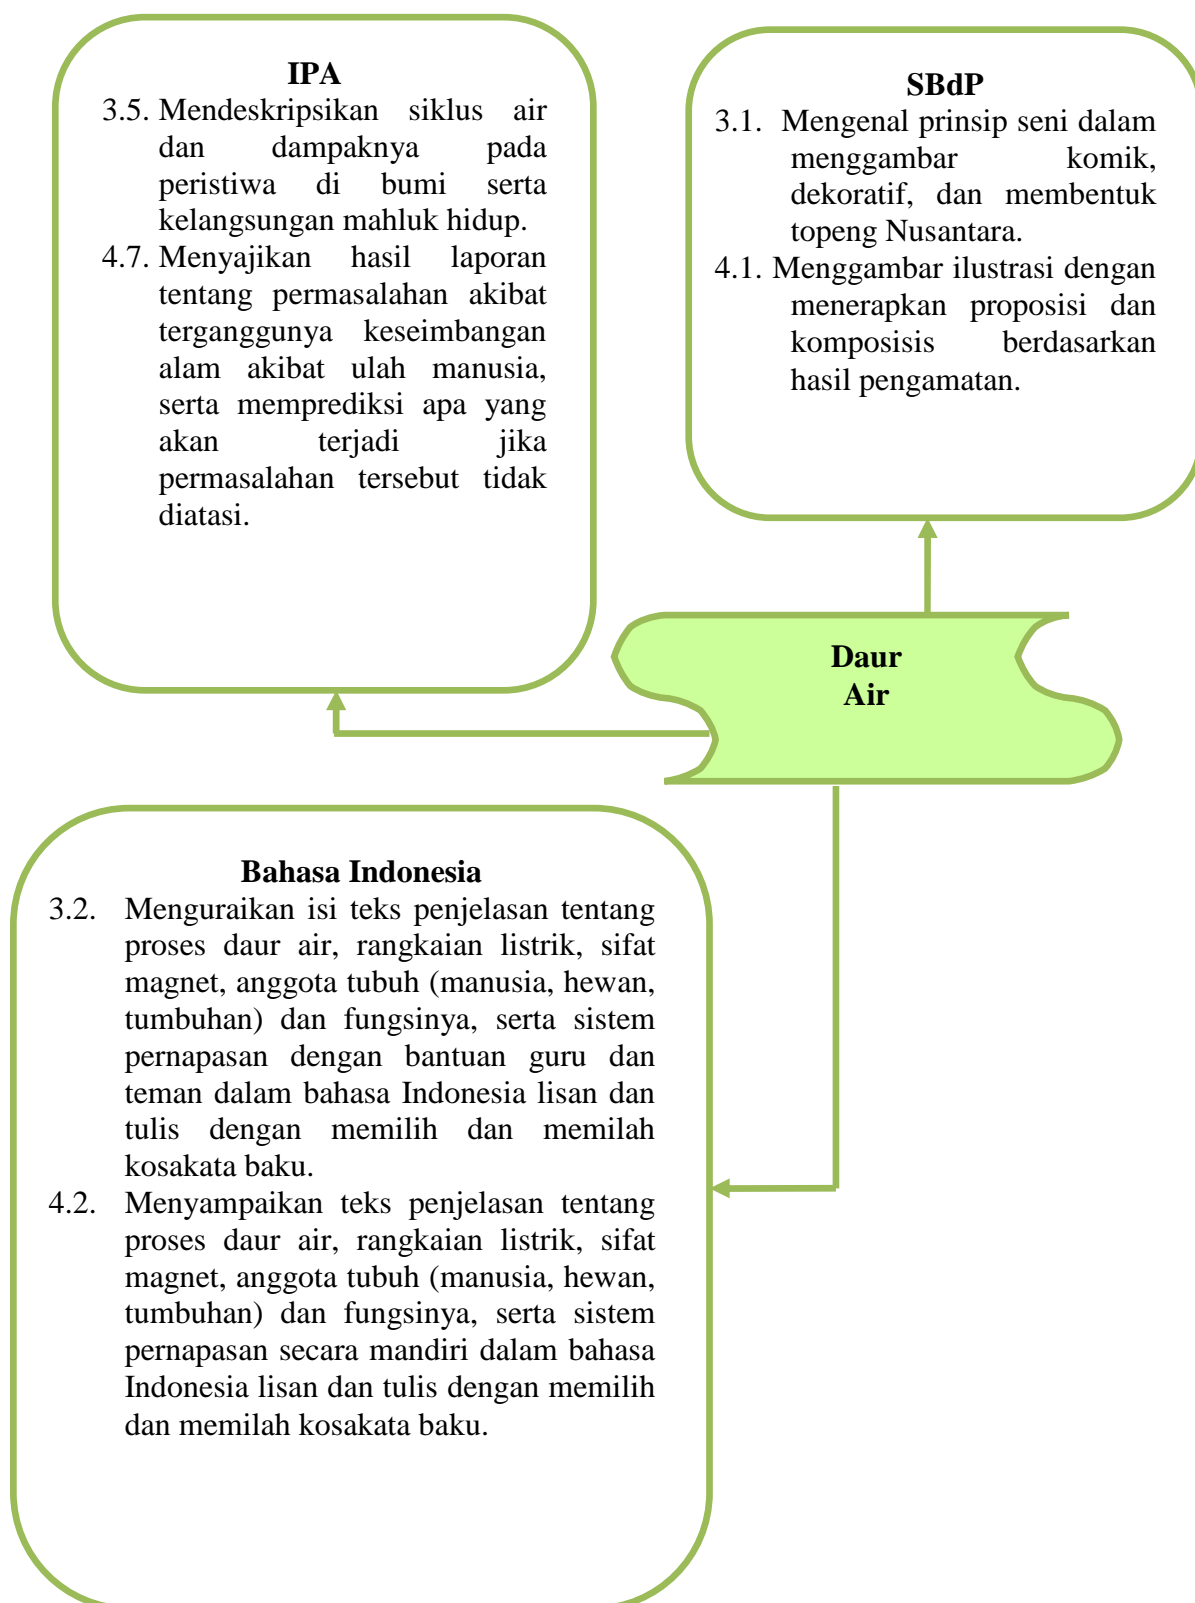 IPA
3.5. Mendeskripsikan siklus air
dan dampaknya pada
peristiwa di bumi serta
kelangsungan mahluk hidup.
4.7. Menyajikan hasil laporan
tentang permasalahan akibat
terganggunya keseimbangan
alam akibat ulah manusia,
serta memprediksi apa yang
akan terjadi jika
permasalahan tersebut tidak
diatasi.
SBdP
3.1. Mengenal prinsip seni dalam
menggambar komik,
dekoratif, dan membentuk
topeng Nusantara.
4.1. Menggambar ilustrasi dengan
menerapkan proposisi dan
komposisis berdasarkan
hasil pengamatan.
Daur
Air
Bahasa Indonesia
3.2. Menguraikan isi teks penjelasan tentang
proses daur air, rangkaian listrik, sifat
magnet, anggota tubuh (manusia, hewan,
tumbuhan) dan fungsinya, serta sistem
pernapasan dengan bantuan guru dan
teman dalam bahasa Indonesia lisan dan
tulis dengan memilih dan memilah
kosakata baku.
4.2. Menyampaikan teks penjelasan tentang
proses daur air, rangkaian listrik, sifat
magnet, anggota tubuh (manusia, hewan,
tumbuhan) dan fungsinya, serta sistem
pernapasan secara mandiri dalam bahasa
Indonesia lisan dan tulis dengan memilih
dan memilah kosakata baku.